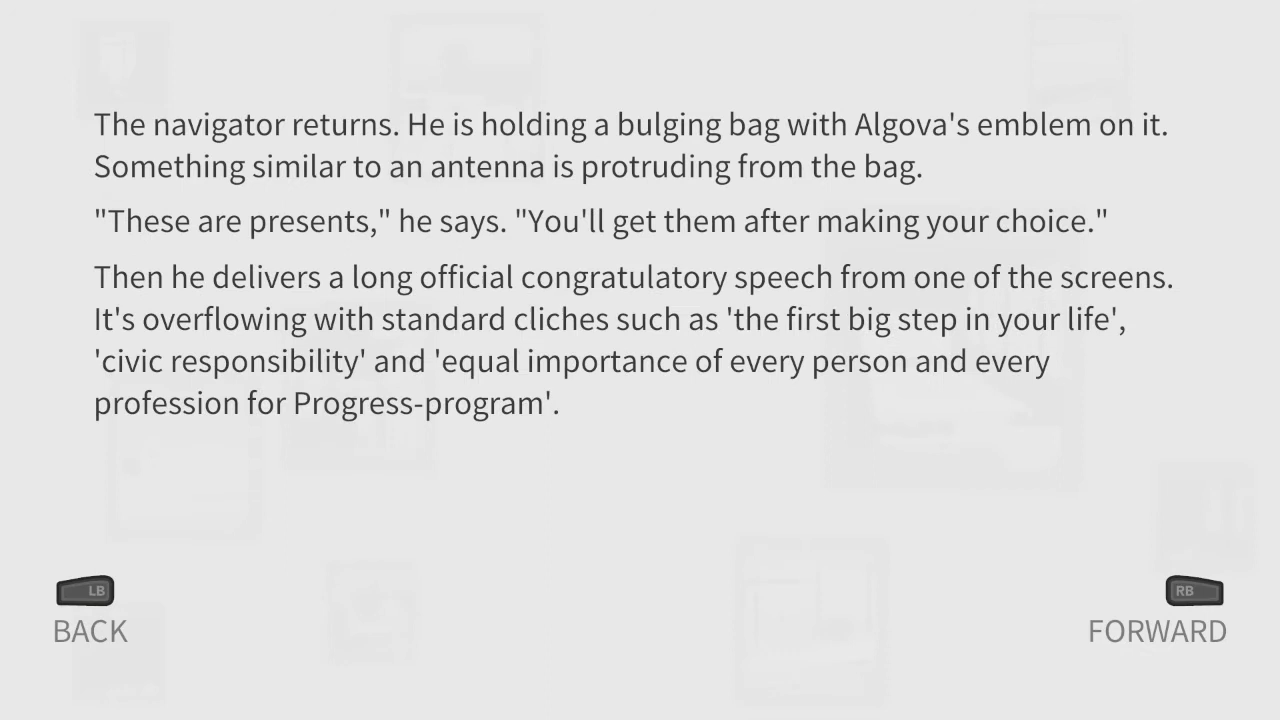 The navigator returns. He is holding a bulging bag with Algova's emblem on it.
Something similar to an antenna is protruding from the bag.
"These are presents," he says. "You'll get them after making your choice."
Then he delivers a long official congratulatory speech from one of the screens.
It's overflowing with standard cliches such as 'the first big step in your life',
'civic responsibility' and 'equal importance of every person and every
profession for Progress-program'.
LB
RB
BACK
FORWARD